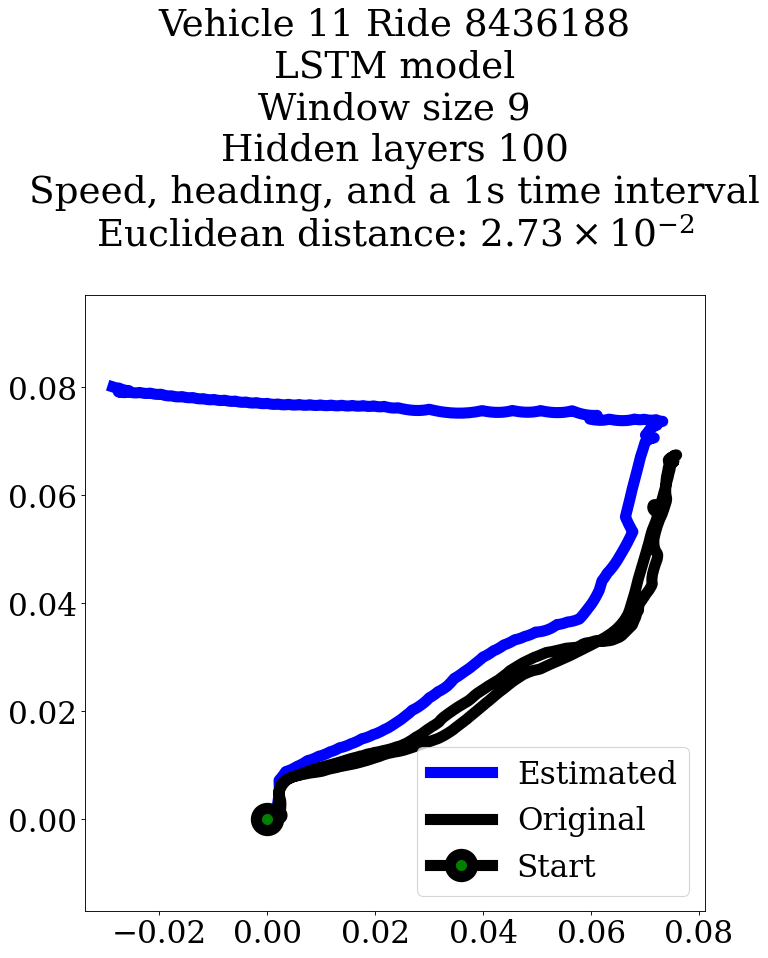 Vehicle 11 Ride 8436188
LSTM model
Window size 9
Hidden layers 100
Speed, heading, and a 1s time interval
Euclidean distance: 2.73 × 10⁻²
0.08
0.06
0.04
0.02
0.00
Estimated
Original
Start
−0.02 0.00 0.02 0.04 0.06 0.08